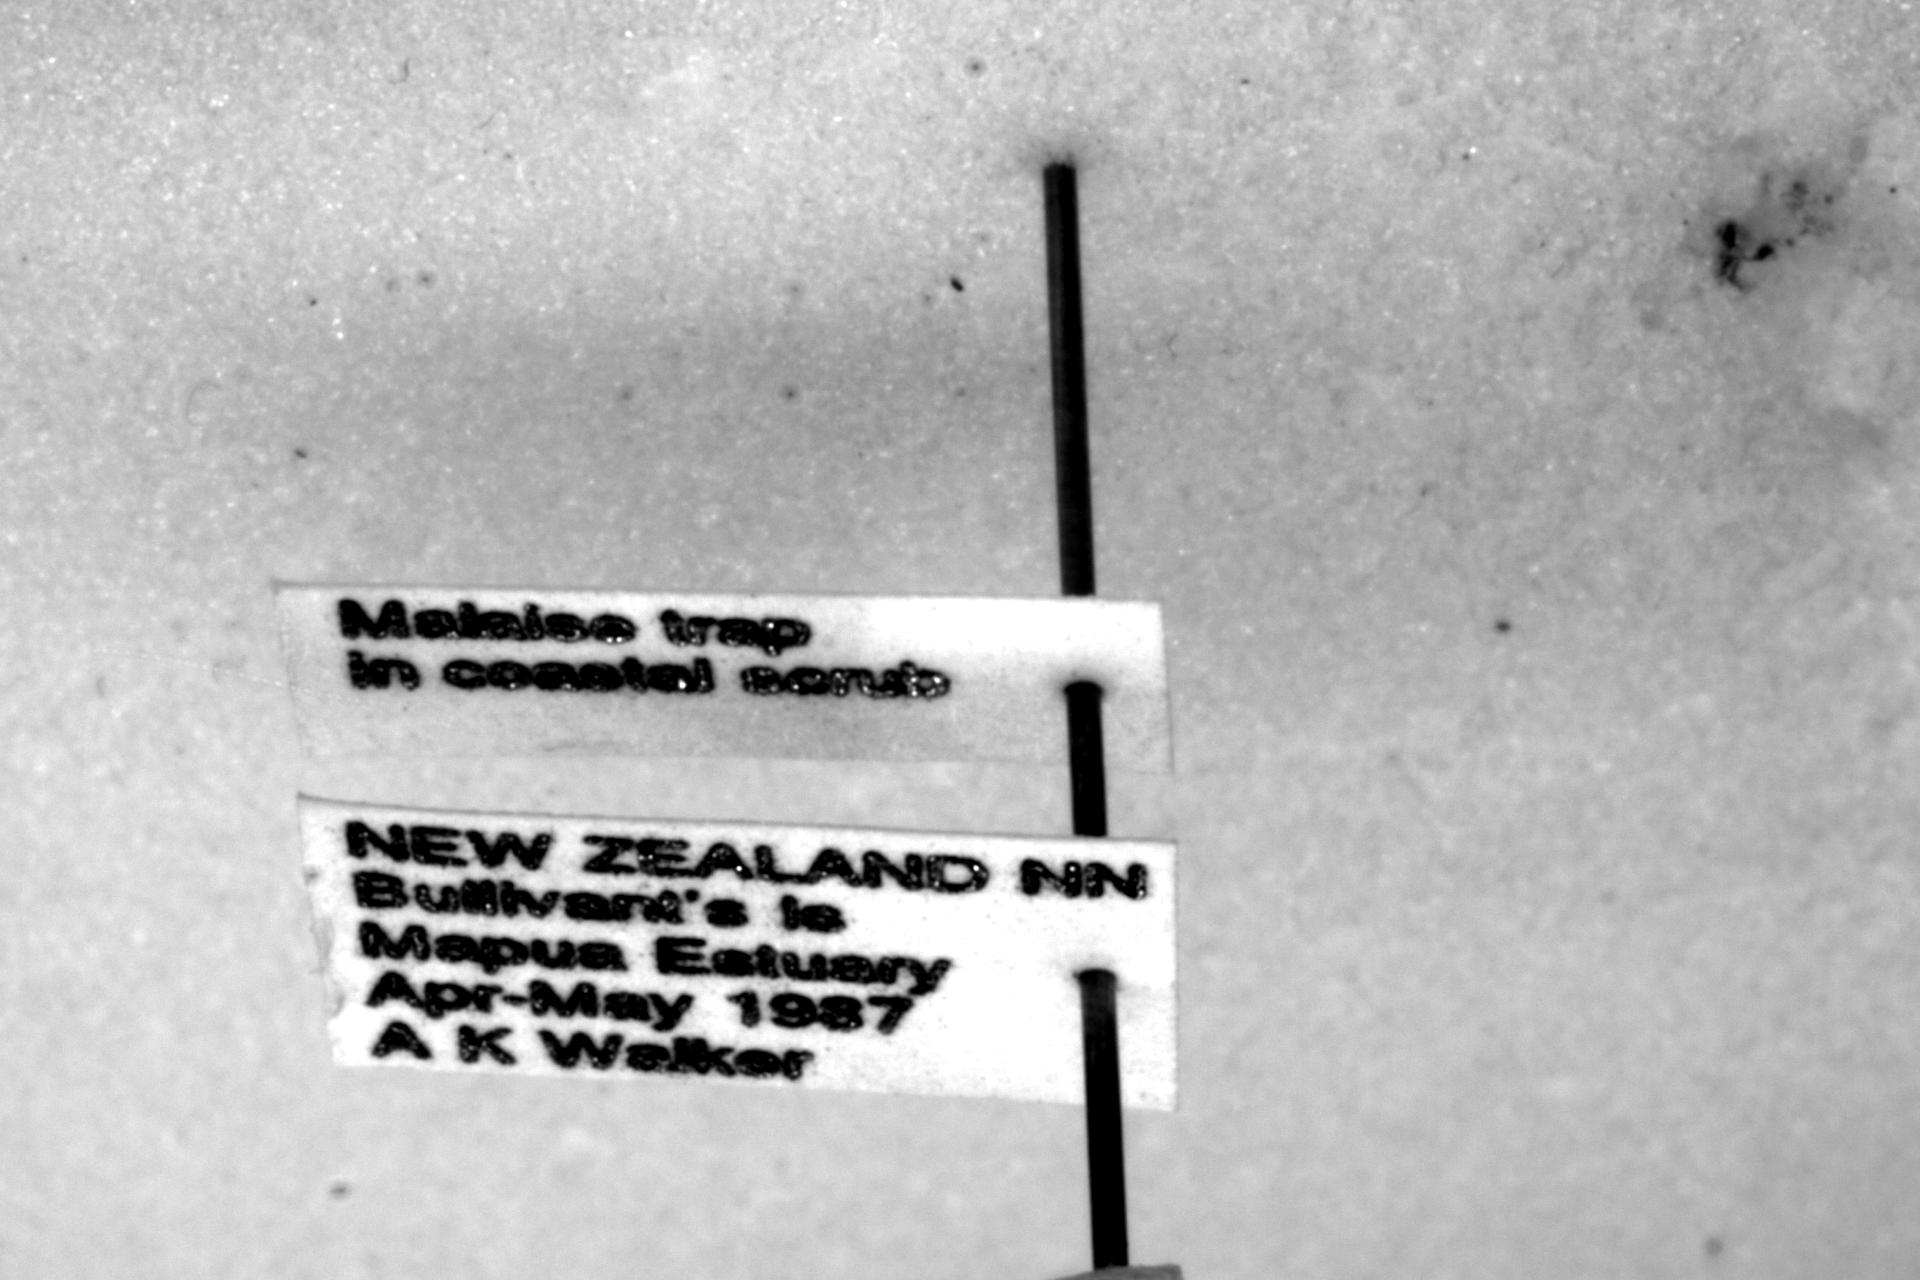 Malaise trap
in coastal scrub
NEW ZEALAND NN
Bullivant's Is
Mapua Estuary
Apr-May 1987
A K Walker